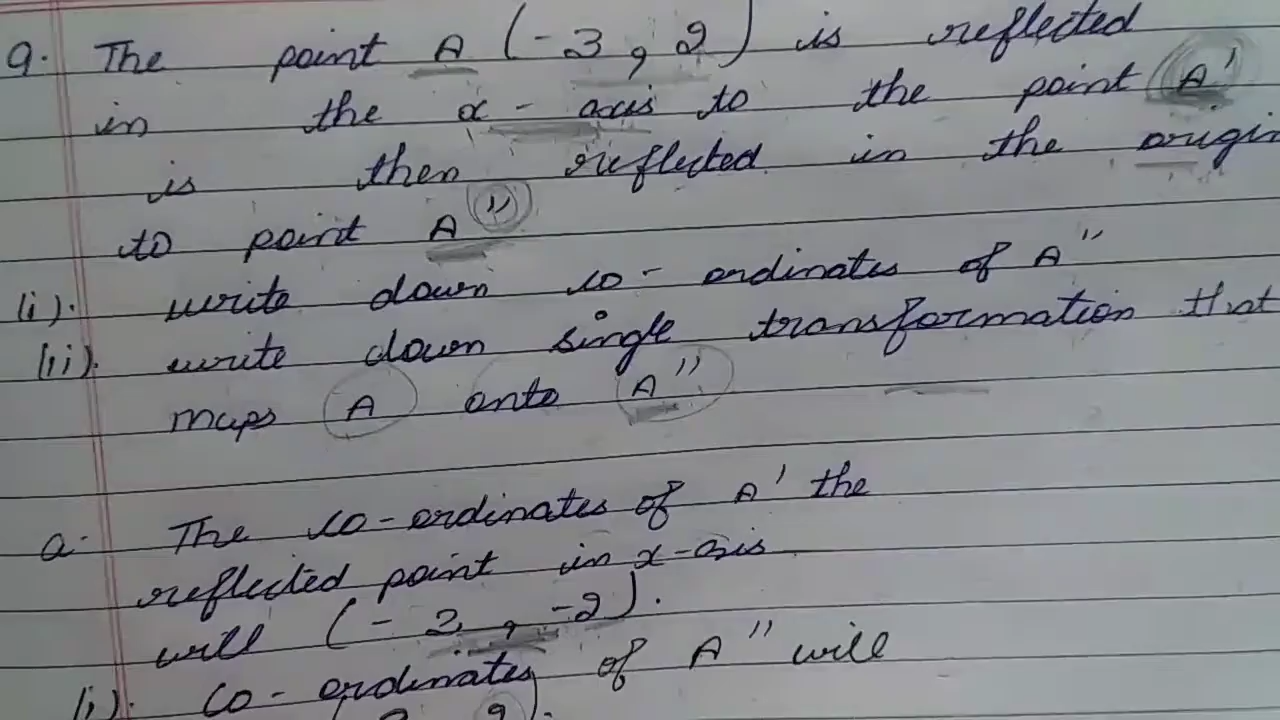 Q. The point A (-3, 2) is reflected
in the x-axis to the point A'
is then reflected in the origin
to point A"
(i). write down co-ordinates of A"
(ii). write down single transformation that
maps A onto A"
a. The co-ordinates of A' the
reflected point in x-axis
will (-3, -2).
(i). Co-ordinates of A" will